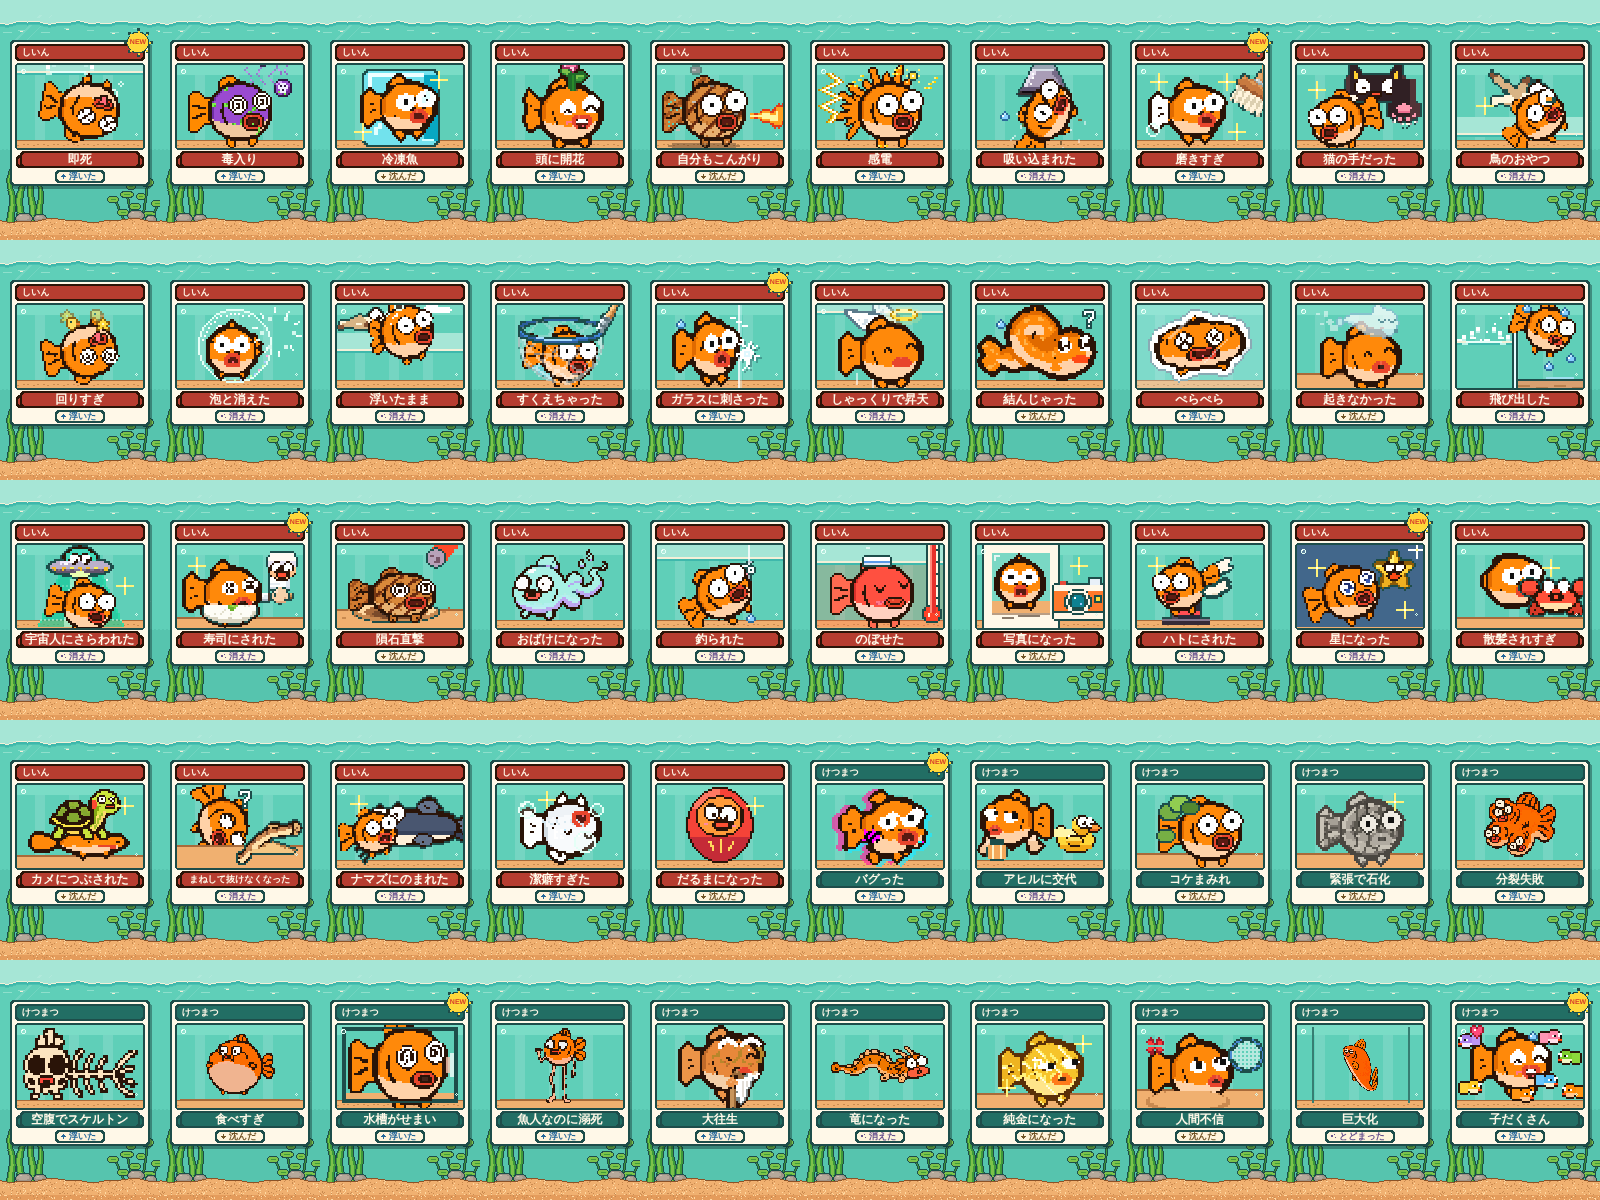 NEW
しいん
即死
浮いた
しいん
毒入り
浮いた
しいん
冷凍魚
浮いた
しいん
頭に開花
浮いた
しいん
自分もこんがり
沈んだ
しいん
感電
浮いた
しいん
吸い込まれた
消えた
NEW
しいん
磨きすぎ
浮いた
しいん
猫の手だった
消えた
しいん
鳥のおやつ
消えた
しいん
回りすぎ
浮いた
しいん
泡と消えた
消えた
しいん
浮いたまま
消えた
しいん
すくえちゃった
消えた
NEW
しいん
ガラスに刺さった
浮いた
しいん
しゃっくりで昇天
消えた
しいん
結んじゃった
沈んだ
しいん
ぺらぺら
浮いた
しいん
起きなかった
沈んだ
しいん
飛び出した
消えた
しいん
宇宙人にさらわれた
消えた
NEW
しいん
寿司にされた
消えた
しいん
隕石直撃
沈んだ
しいん
おばけになった
消えた
しいん
釣られた
消えた
しいん
のぼせた
浮いた
しいん
写真になった
沈んだ
しいん
ハトにされた
消えた
NEW
しいん
星になった
消えた
しいん
散髪されすぎ
浮いた
しいん
カメにつぶされた
沈んだ
しいん
?
まねして抜けなくなった
消えた
しいん
ナマズにのまれた
消えた
しいん
潔癖すぎた
浮いた
しいん
だるまになった
沈んだ
NEW
けつまつ
バグった
浮いた
けつまつ
アヒルに交代
消えた
けつまつ
コケまみれ
沈んだ
けつまつ
緊張で石化
沈んだ
けつまつ
分裂失敗
浮いた
けつまつ
空腹でスケルトン
浮いた
けつまつ
食べすぎ
沈んだ
NEW
けつまつ
水槽がせまい
浮いた
けつまつ
魚人なのに溺死
浮いた
けつまつ
大往生
浮いた
けつまつ
竜になった
消えた
けつまつ
純金になった
沈んだ
けつまつ
人間不信
沈んだ
けつまつ
巨大化
とどまった
NEW
けつまつ
子だくさん
浮いた